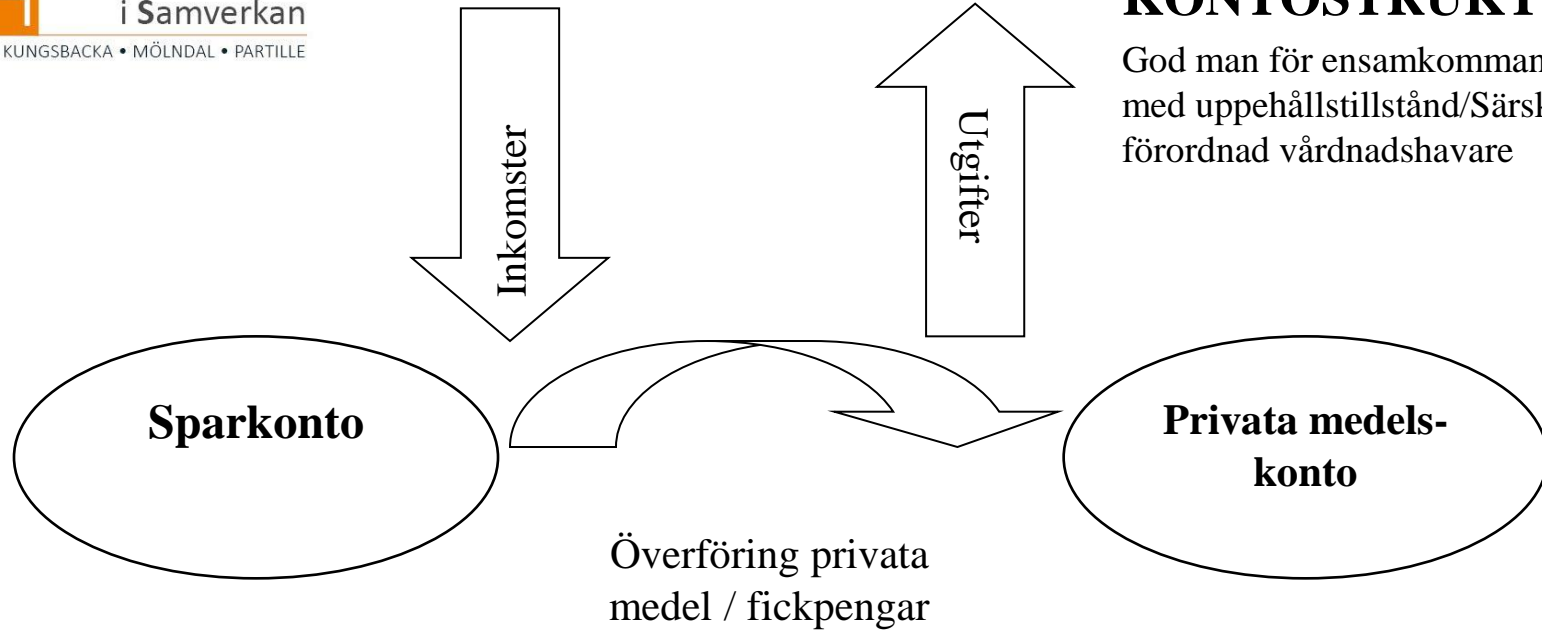 i Samverkan
KUNGSBACKA • MÖLNDAL • PARTILLE
God man för ensamkomman
med uppehållstillstånd/Särsk
förordnad vårdnadshavare
Inkomster
Utgifter
Sparkonto
Privata medels-
konto
Överföring privata
medel / fickpengar